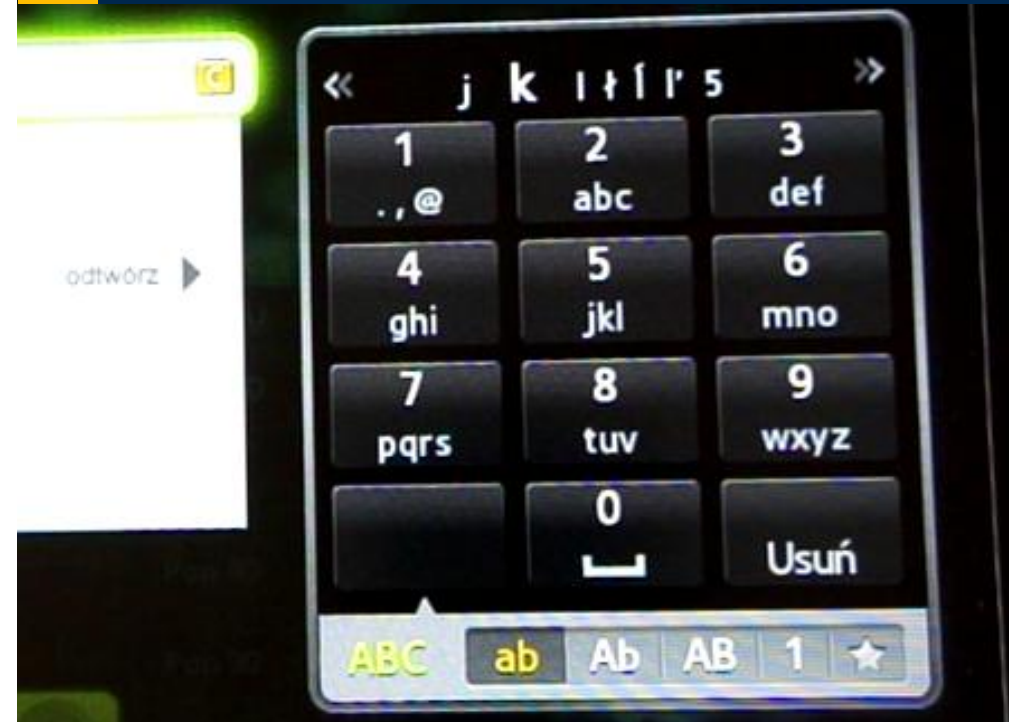 C
« j k l ł ĺ ľ 5 »
1 2 3
.,@ abc def
odtwórz
4 5 6
ghi jkl mno
7 8 9
pqrs tuv wxyz
0
Usuń
ABC ab Ab AB 1